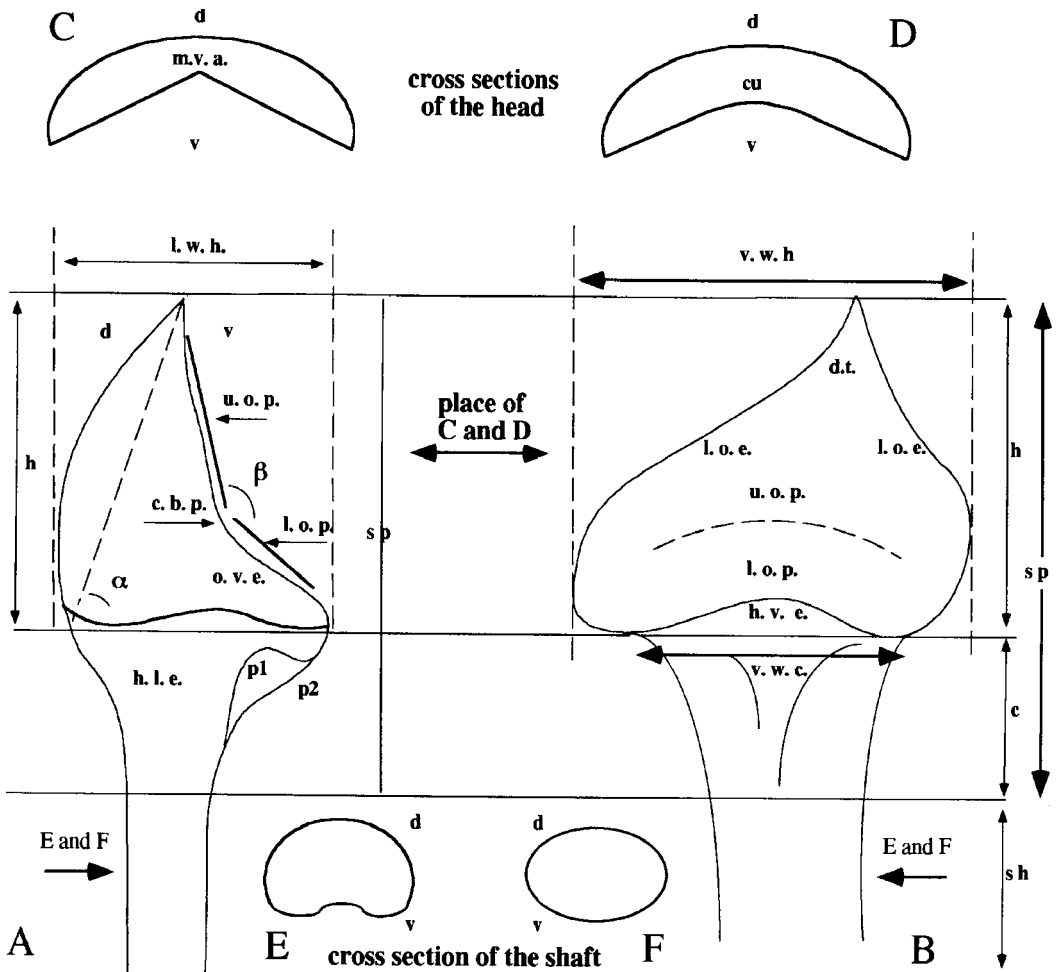 C
d
D
d
m.v.a.
cross sections
of the head
cu
v
v
l. w. h.
v. w. h
d
v
d.t.
u. o. p.
place of
C and D
l. o. e.
l. o. e.
h
h
β
u. o. p.
c. b. p.
l. o. p.
s p
l. o. p.
s p
α
o. v. e.
h. v. e.
h. l. e.
p1
p2
v. w. c.
c
E and F
d
d
E and F
s h
v
v
A
E
F
B
cross section of the shaft